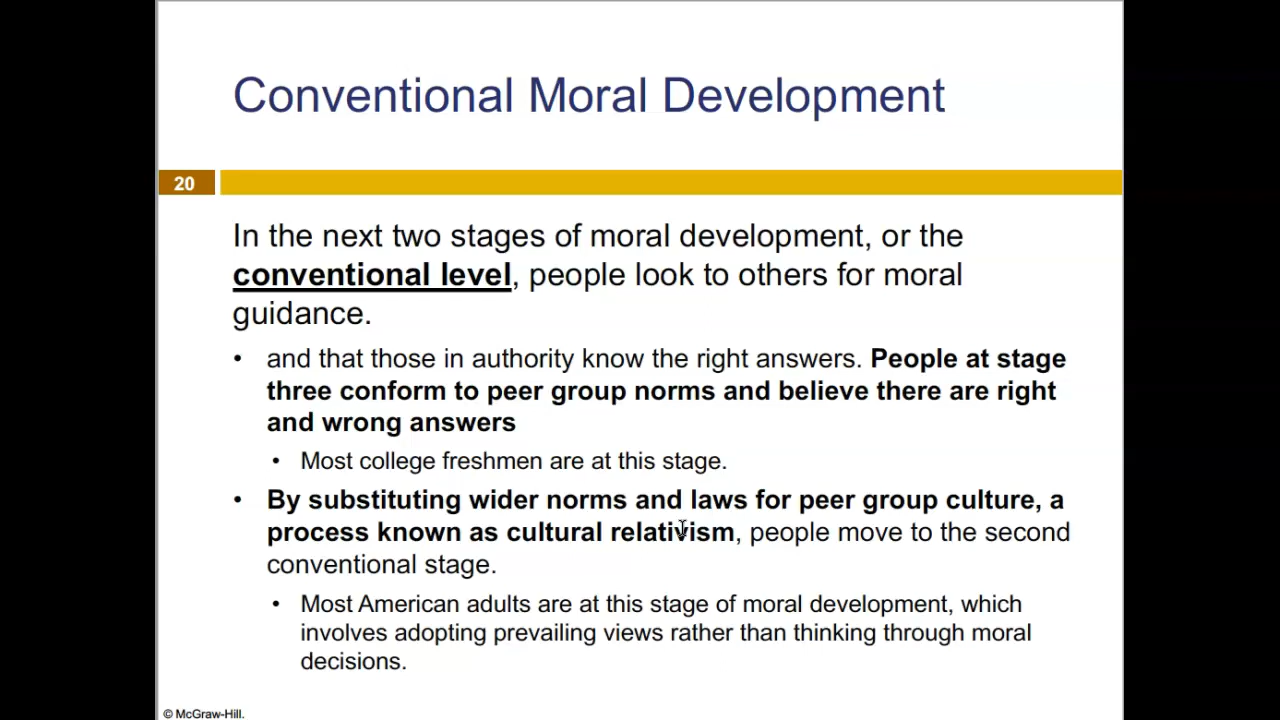 Conventional Moral Development
20
In the next two stages of moral development, or the
conventional level, people look to others for moral
guidance.
• and that those in authority know the right answers. People at stage
three conform to peer group norms and believe there are right
and wrong answers
• Most college freshmen are at this stage.
• By substituting wider norms and laws for peer group culture, a
process known as cultural relativism, people move to the second
conventional stage.
• Most American adults are at this stage of moral development, which
involves adopting prevailing views rather than thinking through moral
decisions.
© McGraw-Hill.